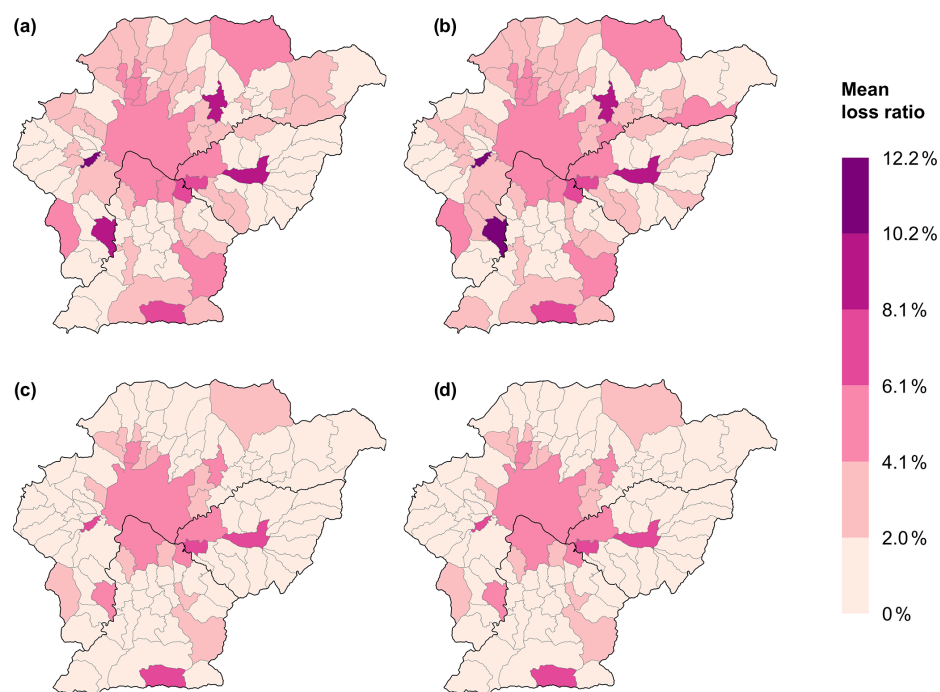 (a)
(b)
Mean
loss ratio
12.2 %
10.2 %
8.1 %
6.1 %
4.1 %
2.0 %
0 %
(c)
(d)